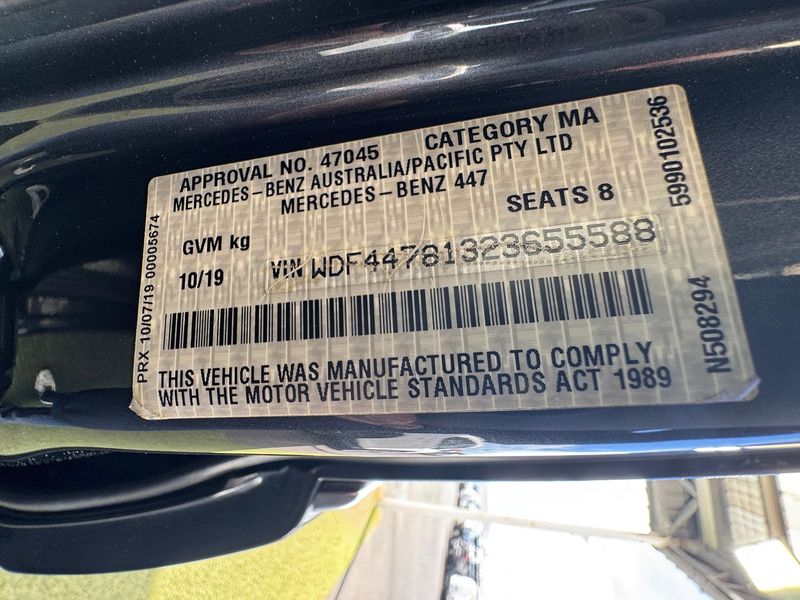 APPROVAL NO. 47045 CATEGORY MA
MERCEDES-BENZ AUSTRALIA/PACIFIC PTY LTD
MERCEDES-BENZ 447
SEATS 8
GVM kg
10/19 VIN WDF44781323655588
THIS VEHICLE WAS MANUFACTURED TO COMPLY
WITH THE MOTOR VEHICLE STANDARDS ACT 1989
PRX 10/07/19 00005674
5990102536
N508294